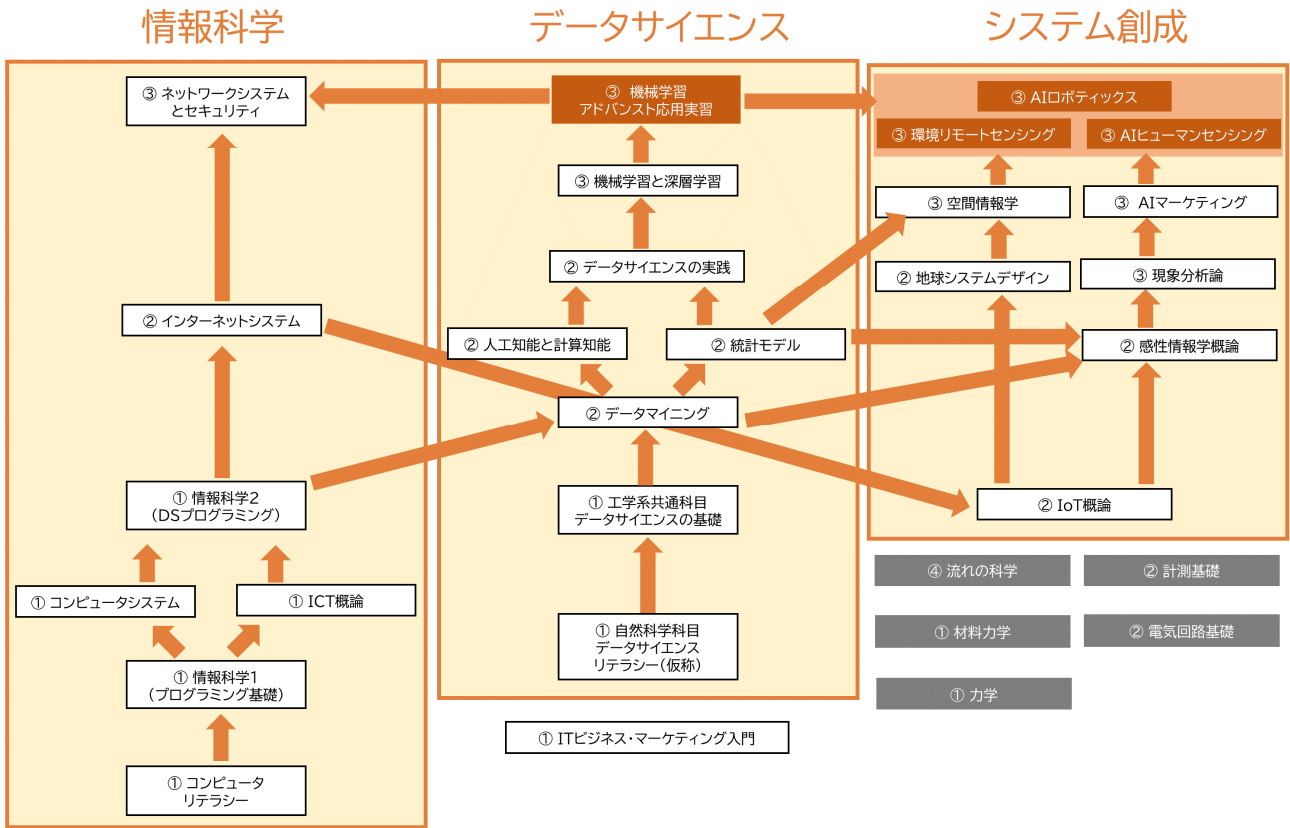 情報科学
データサイエンス
システム創成
③ ネットワークシステム
とセキュリティ
② インターネットシステム
① 情報科学2
(DSプログラミング)
① コンピュータシステム
① ICT概論
① 情報科学1
(プログラミング基礎)
① コンピュータ
リテラシー
③ 機械学習
アドバンスト応用実習
③ 機械学習と深層学習
② データサイエンスの実践
② 人工知能と計算知能
② 統計モデル
② データマイニング
① 工学系共通科目
データサイエンスの基礎
① 自然科学科目
データサイエンス
リテラシー(仮称)
① ITビジネス・マーケティング入門
③ AIロボティックス
③ 環境リモートセンシング
③ AIヒューマンセンシング
③ 空間情報学
③ AIマーケティング
② 地球システムデザイン
③ 現象分析論
② 感性情報学概論
② IoT概論
④ 流れの科学
② 計測基礎
① 材料力学
② 電気回路基礎
① 力学